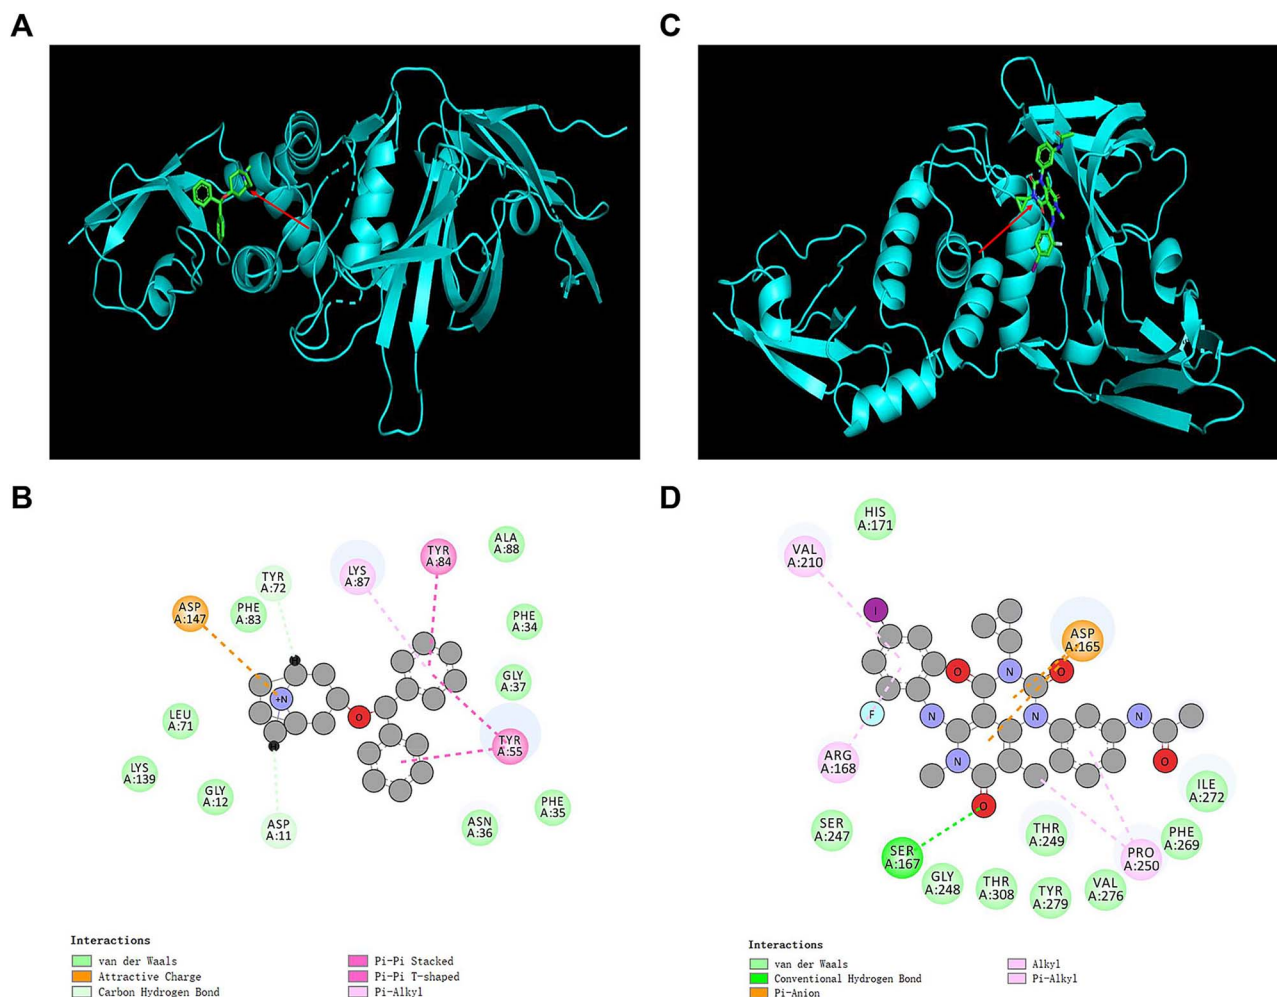 A
C
B
D
TYR
A:72
LYS
A:87
TYR
A:84
ALA
A:88
ASP
A:147
PHE
A:83
PHE
A:34
H
+N
GLY
A:37
O
LEU
A:71
TYR
A:55
H
LYS
A:139
GLY
A:12
ASP
A:11
ASN
A:36
PHE
A:35
Interactions
van der Waals
Attractive Charge
Carbon Hydrogen Bond
Pi-Pi Stacked
Pi-Pi T-shaped
Pi-Alkyl
HIS
A:171
VAL
A:210
I
ASP
A:165
O
N
O
F
N
N
N
ARG
A:168
N
O
O
ILE
A:272
SER
A:247
THR
A:249
PHE
A:269
SER
A:167
PRO
A:250
GLY
A:248
THR
A:308
TYR
A:279
VAL
A:276
Interactions
van der Waals
Conventional Hydrogen Bond
Pi-Anion
Alkyl
Pi-Alkyl